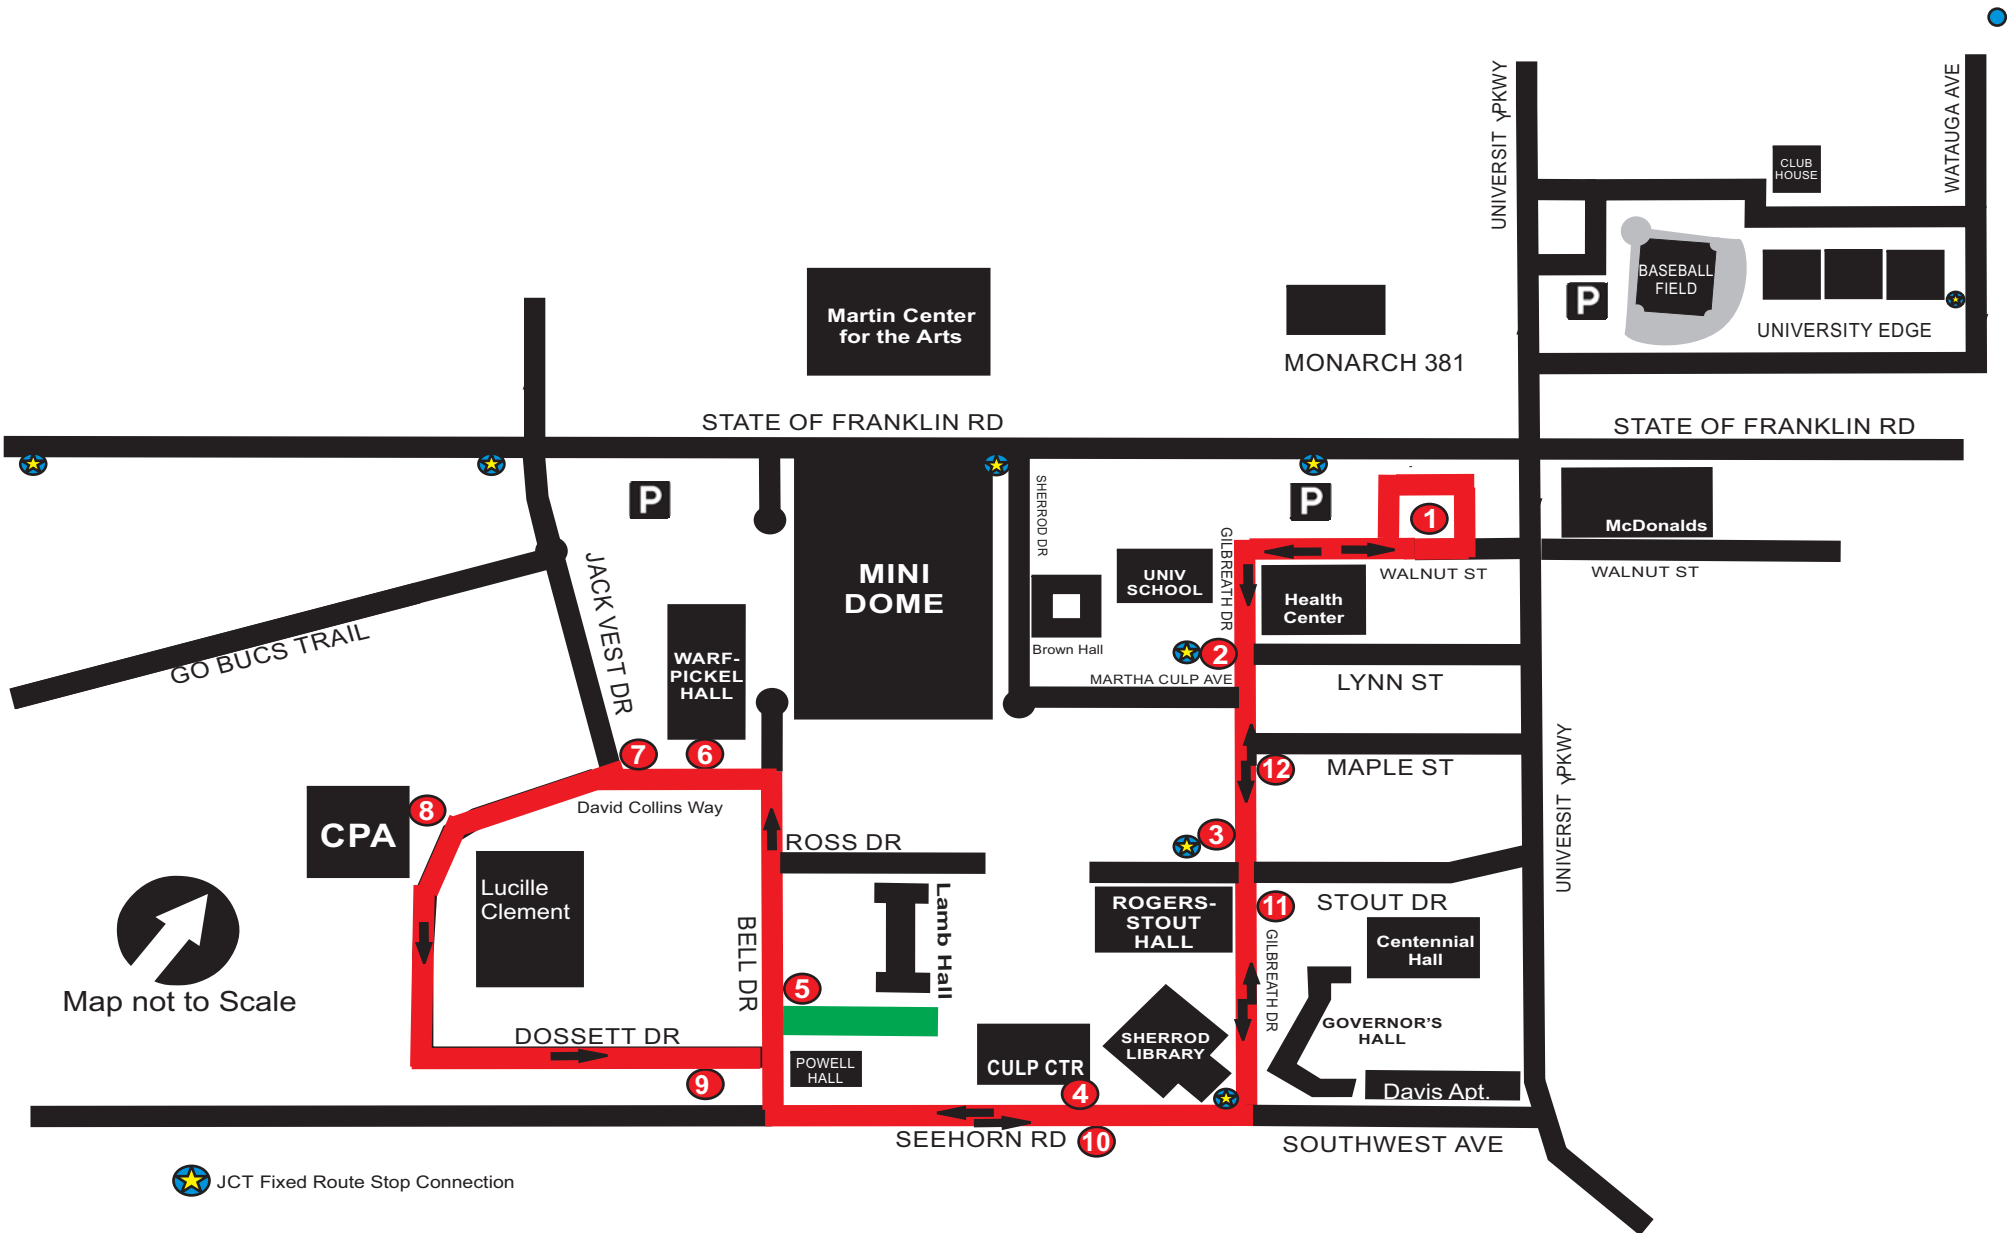 UNIVERSITY PKWY
WATAUGA AVE
CLUB
HOUSE
BASEBALL
FIELD
P
UNIVERSITY EDGE
Martin Center
for the Arts
MONARCH 381
STATE OF FRANKLIN RD
STATE OF FRANKLIN RD
P
P
SHERROD DR
1
McDonalds
MINI
DOME
UNIV
SCHOOL
GILBREATH DR
WALNUT ST
WALNUT ST
Health
Center
JACK VEST DR
GO BUCS TRAIL
WARF-
PICKEL
HALL
Brown Hall
2
MARTHA CULP AVE
LYNN ST
7
6
12
MAPLE ST
UNIVERSITY PKWY
8
David Collins Way
CPA
ROSS DR
3
Lucille
Clement
Lamb Hall
ROGERS-
STOUT
HALL
11
STOUT DR
BELL DR
GILBREATH DR
Centennial
Hall
5
Map not to Scale
DOSSETT DR
POWELL
HALL
CULP CTR
SHERROD
LIBRARY
GOVERNOR'S
HALL
9
4
Davis Apt.
SEEHORN RD
10
SOUTHWEST AVE
JCT Fixed Route Stop Connection